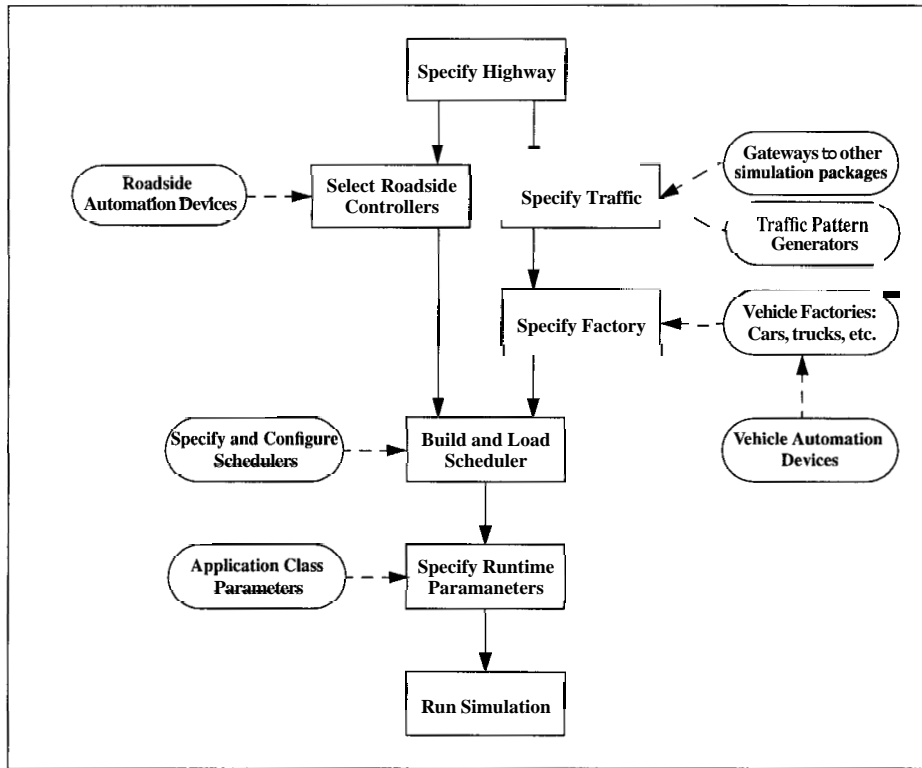 Specify Highway
Roadside
Automation Devices
Select Roadside
Controllers
Specify Traffic
Gateways to other
simulation packages
Traffic Pattern
Generators
Specify Factory
Vehicle Factories:
Cars, trucks, etc.
Specify and Configure
Schedulers
Build and Load
Scheduler
Vehicle Automation
Devices
Application Class
Parameters
Specify Runtime
Paramaneters
Run Simulation